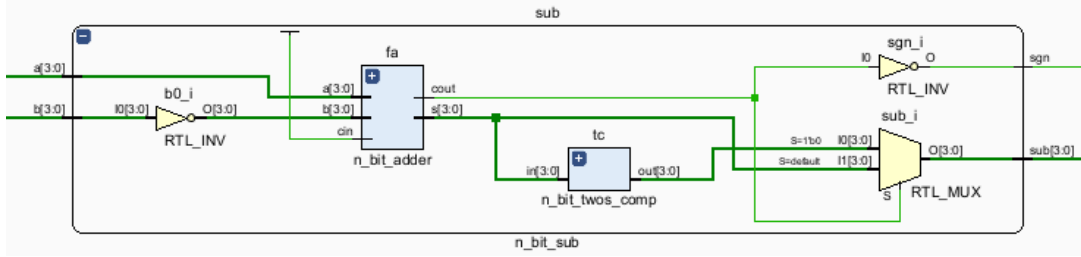 sub
a[3:0]
b[3:0]
b0_i
I0[3:0]
O[3:0]
RTL_INV
fa
a[3:0]
b[3:0]
cin
cout
s[3:0]
n_bit_adder
tc
in[3:0]
out[3:0]
n_bit_twos_comp
sgn_i
I0
O
RTL_INV
sgn
sub_i
S=1'b0
I0[3:0]
S=default
I1[3:0]
O[3:0]
S
RTL_MUX
sub[3:0]
n_bit_sub